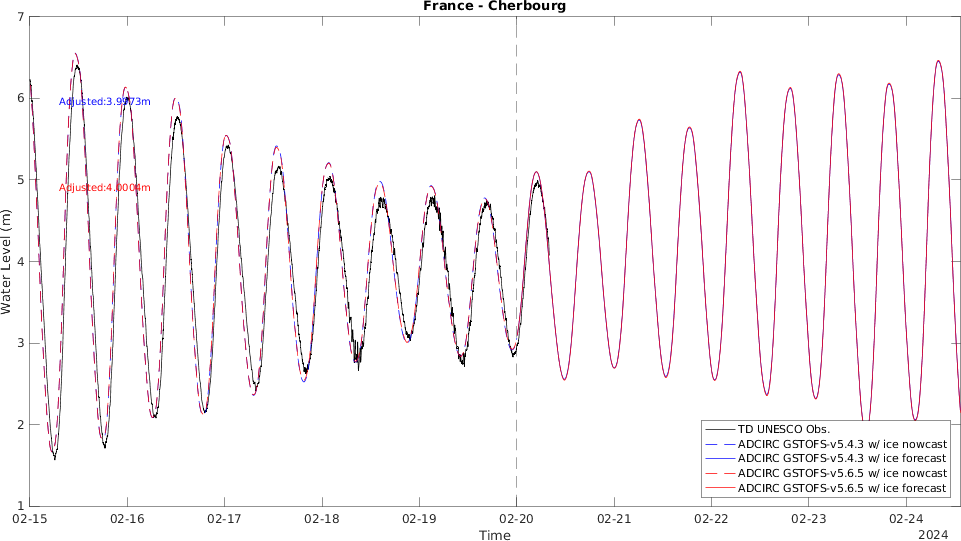 France - Cherbourg
7
6
5
4
3
2
1
Water Level (m)
Adjusted:3.9973m
Adjusted:4.0004m
TD UNESCO Obs.
ADCIRC GSTOFS-v5.4.3 w/ ice nowcast
ADCIRC GSTOFS-v5.4.3 w/ ice forecast
ADCIRC GSTOFS-v5.6.5 w/ ice nowcast
ADCIRC GSTOFS-v5.6.5 w/ ice forecast
02-15 02-16 02-17 02-18 02-19 02-20 02-21 02-22 02-23 02-24
Time
2024